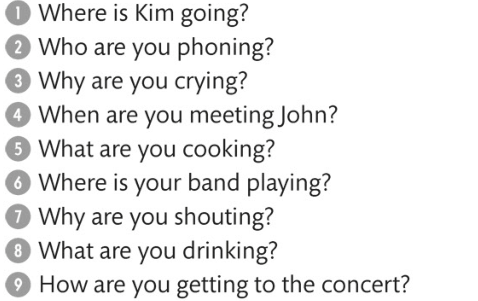 1 Where is Kim going?
2 Who are you phoning?
3 Why are you crying?
4 When are you meeting John?
5 What are you cooking?
6 Where is your band playing?
7 Why are you shouting?
8 What are you drinking?
9 How are you getting to the concert?